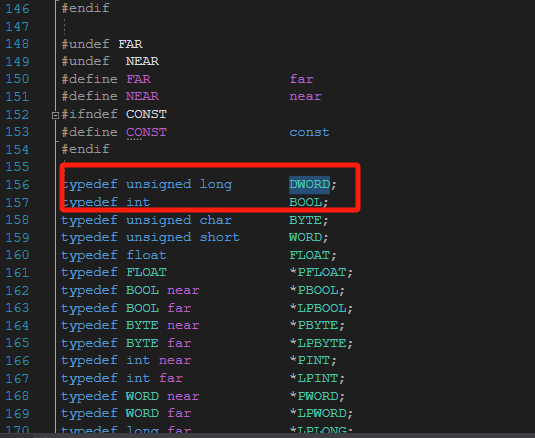 146 #endif
147
148 #undef FAR
149 #undef  NEAR
150 #define FAR                 far
151 #define NEAR                near
152 #ifndef CONST
153 #define CONST               const
154 #endif
155
156 typedef unsigned long       DWORD;
157 typedef int                 BOOL;
158 typedef unsigned char       BYTE;
159 typedef unsigned short      WORD;
160 typedef float               FLOAT;
161 typedef FLOAT               *PFLOAT;
162 typedef BOOL near           *PBOOL;
163 typedef BOOL far            *LPBOOL;
164 typedef BYTE near           *PBYTE;
165 typedef BYTE far            *LPBYTE;
166 typedef int near            *PINT;
167 typedef int far             *LPINT;
168 typedef WORD near           *PWORD;
169 typedef WORD far            *LPWORD;
170 typedef long far            *LPLONG;